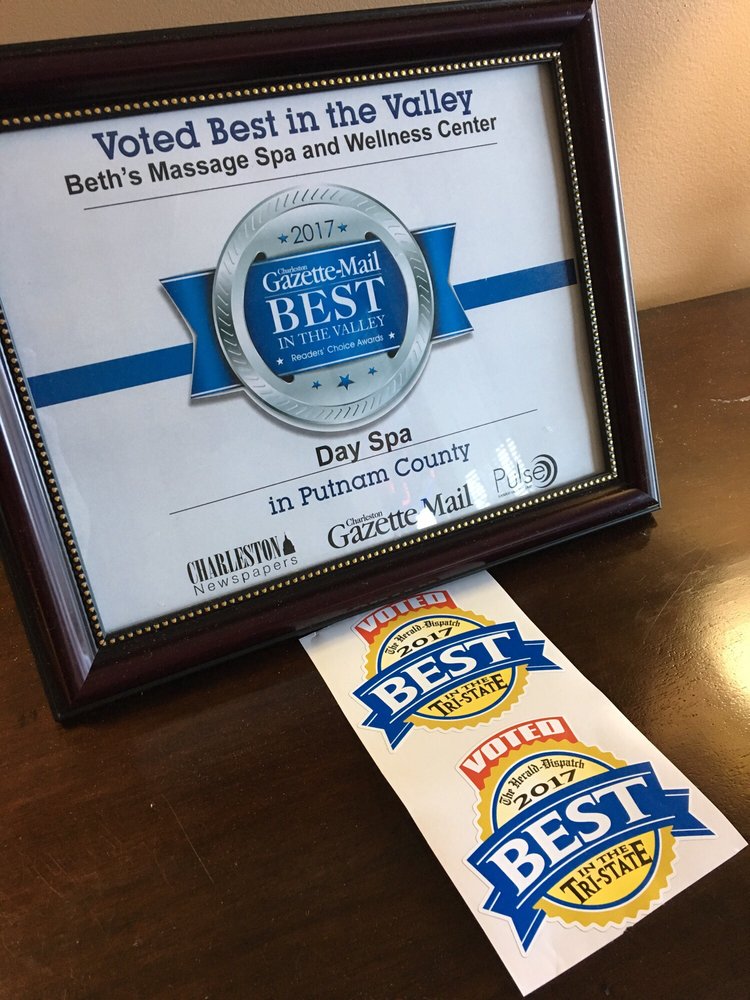 Voted Best in the Valley
Beth's Massage Spa and Wellness Center
2017
Charleston
Gazette-Mail
BEST
IN THE VALLEY
Readers' Choice Awards
Day Spa
in Putnam County
CHARLESTON
Newspapers
Charleston
Gazette-Mail
Pulse
VOTED
The Herald-Dispatch
2017
BEST
IN THE
TRI-STATE
VOTED
The Herald-Dispatch
2017
BEST
IN THE
TRI-STATE